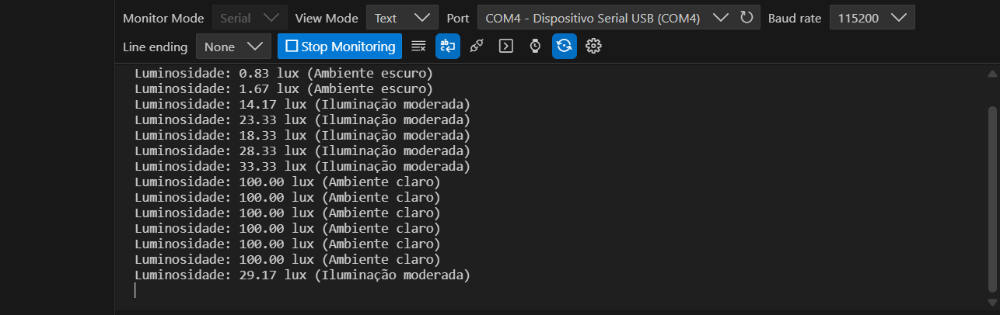 Monitor Mode Serial View Mode Text Port COM4 - Dispositivo Serial USB (COM4) Baud rate 115200
Line ending None Stop Monitoring
Luminosidade: 0.83 lux (Ambiente escuro)
Luminosidade: 1.67 lux (Ambiente escuro)
Luminosidade: 14.17 lux (Iluminação moderada)
Luminosidade: 23.33 lux (Iluminação moderada)
Luminosidade: 18.33 lux (Iluminação moderada)
Luminosidade: 28.33 lux (Iluminação moderada)
Luminosidade: 33.33 lux (Iluminação moderada)
Luminosidade: 100.00 lux (Ambiente claro)
Luminosidade: 100.00 lux (Ambiente claro)
Luminosidade: 100.00 lux (Ambiente claro)
Luminosidade: 100.00 lux (Ambiente claro)
Luminosidade: 100.00 lux (Ambiente claro)
Luminosidade: 100.00 lux (Ambiente claro)
Luminosidade: 29.17 lux (Iluminação moderada)